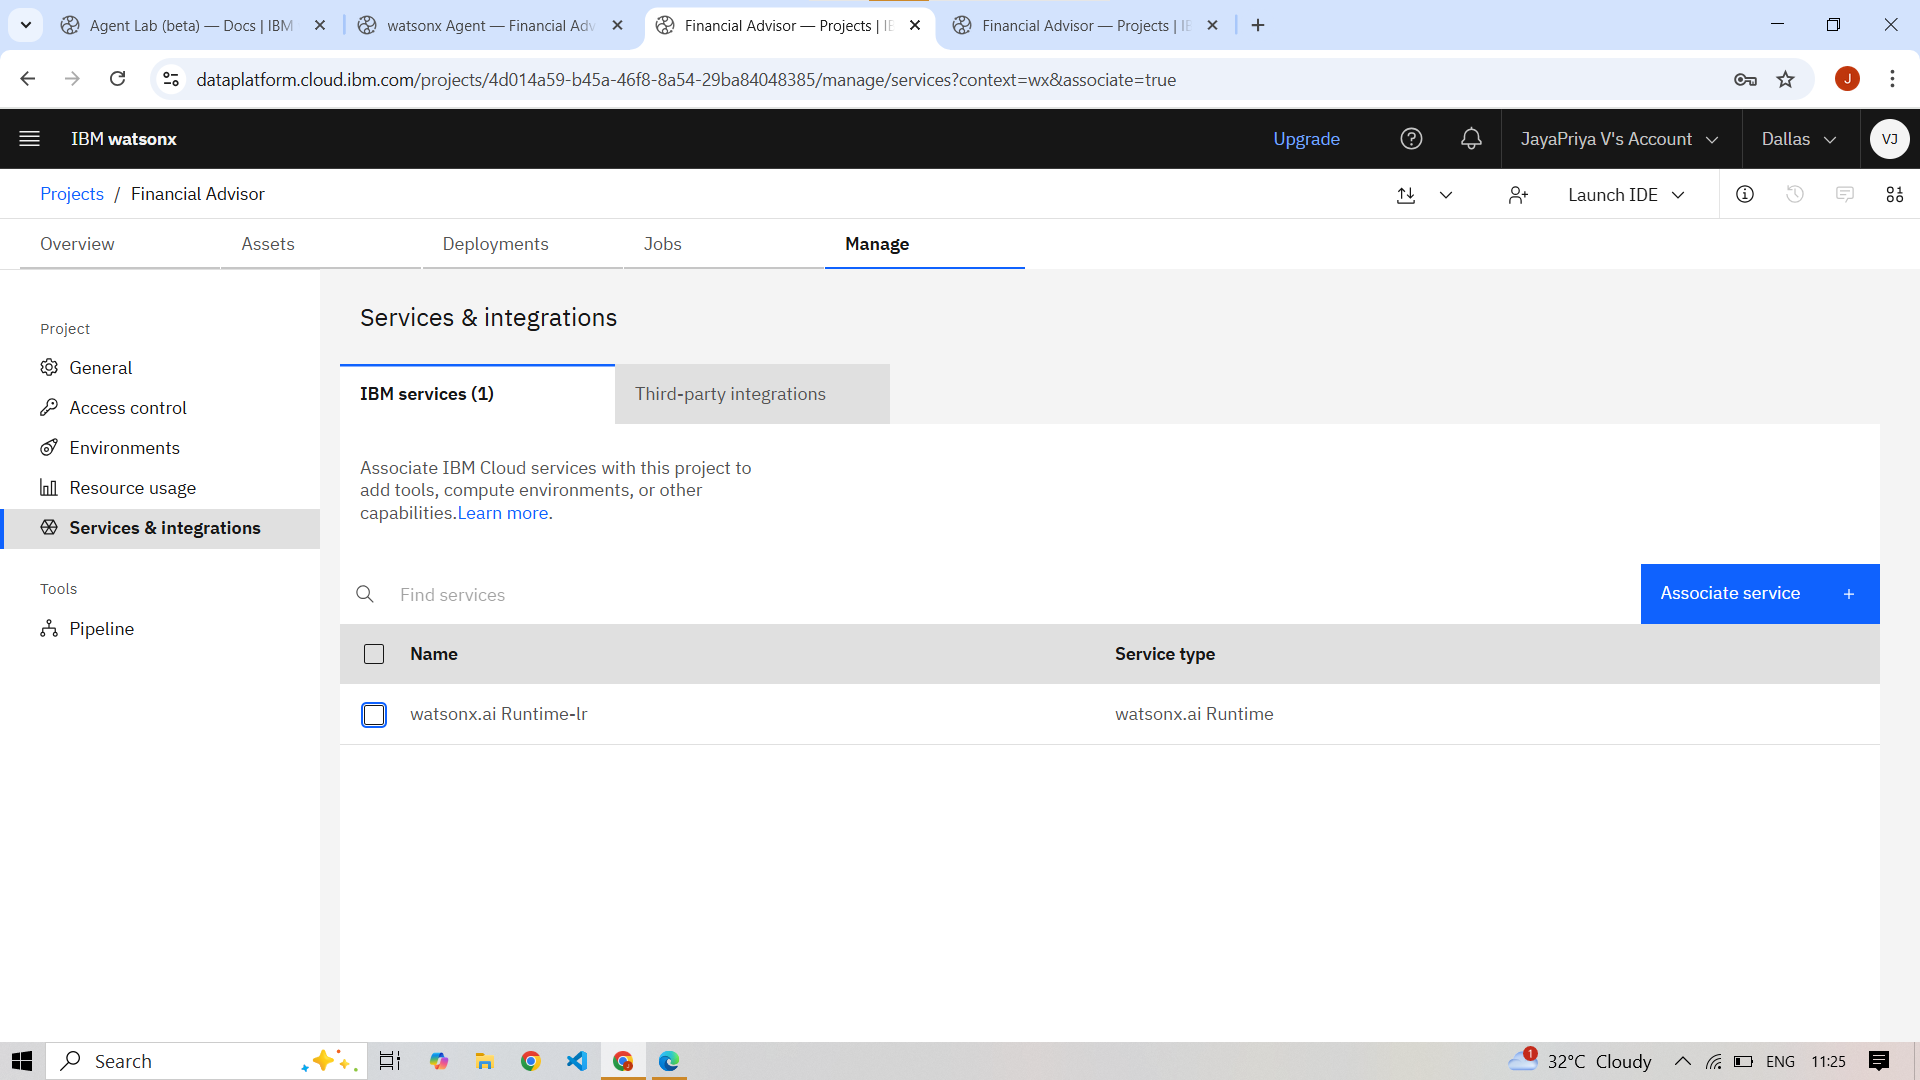 Agent Lab (beta) — Docs | IBM
watsonx Agent — Financial Adv
Financial Advisor — Projects | IB
Financial Advisor — Projects | IB
dataplatform.cloud.ibm.com/projects/4d014a59-b45a-46f8-8a54-29ba84048385/manage/services?context=wx&associate=true
J
IBM watsonx
Upgrade
JayaPriya V's Account
Dallas
VJ
Projects / Financial Advisor
Launch IDE
Overview
Assets
Deployments
Jobs
Manage
Project
General
Access control
Environments
Resource usage
Services & integrations
Tools
Pipeline
Services & integrations
IBM services (1)
Third-party integrations
Associate IBM Cloud services with this project to
add tools, compute environments, or other
capabilities.Learn more.
Find services
Associate service +
Name
Service type
watsonx.ai Runtime-lr
watsonx.ai Runtime
Search
1
32°C Cloudy
ENG
11:25